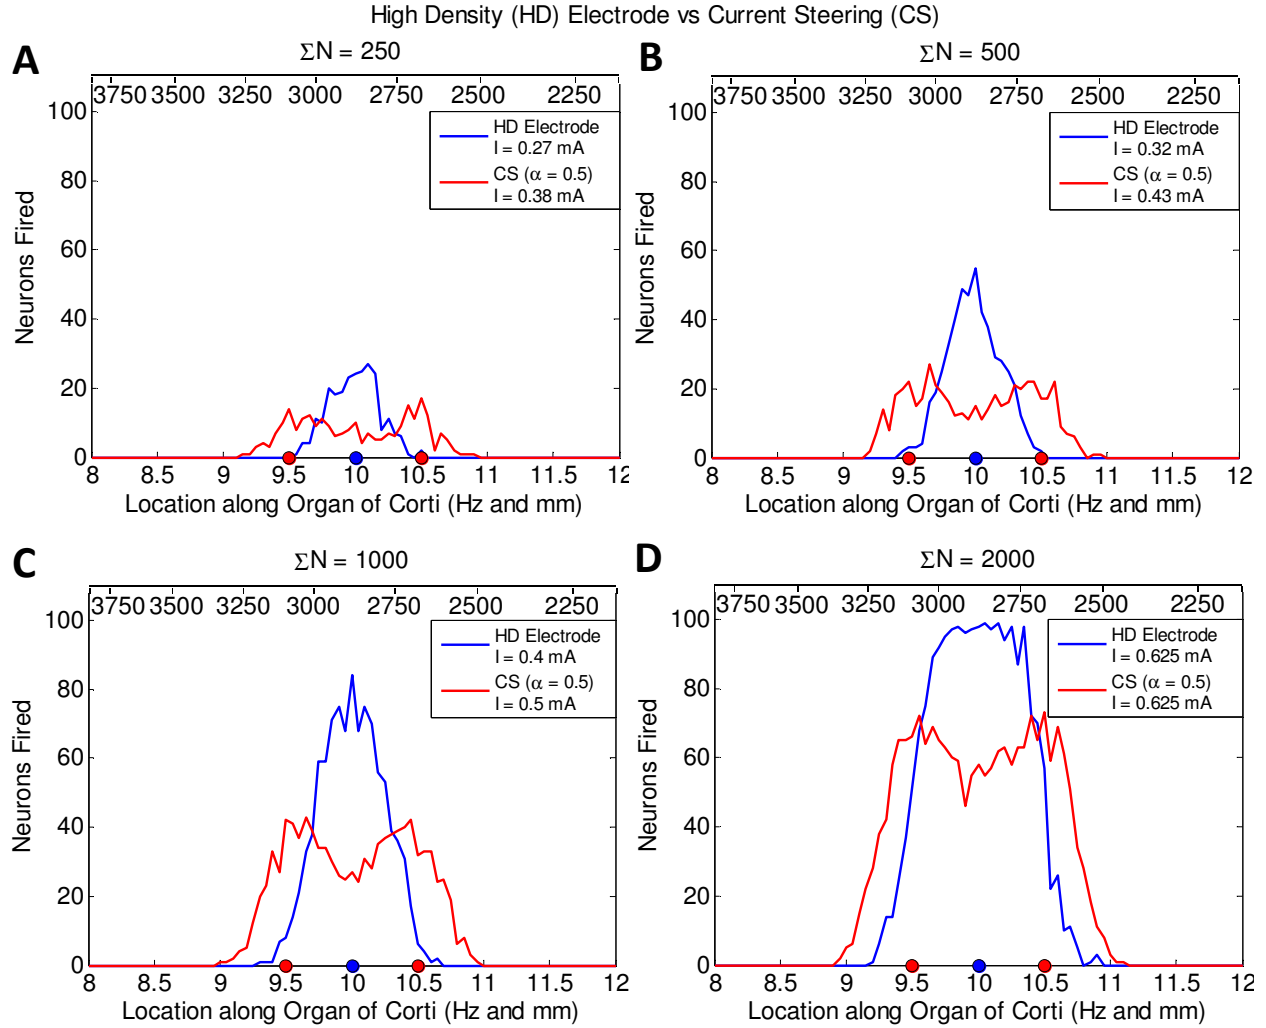 High Density (HD) Electrode vs Current Steering (CS)
A
ΣN = 250
3750 3500 3250 3000 2750 2500 2250
100
80
60
40
20
0
Neurons Fired
HD Electrode
I = 0.27 mA
CS (α = 0.5)
I = 0.38 mA
8 8.5 9 9.5 10 10.5 11 11.5 12
Location along Organ of Corti (Hz and mm)
B
ΣN = 500
3750 3500 3250 3000 2750 2500 2250
100
80
60
40
20
0
Neurons Fired
HD Electrode
I = 0.32 mA
CS (α = 0.5)
I = 0.43 mA
8 8.5 9 9.5 10 10.5 11 11.5 12
Location along Organ of Corti (Hz and mm)
C
ΣN = 1000
3750 3500 3250 3000 2750 2500 2250
100
80
60
40
20
0
Neurons Fired
HD Electrode
I = 0.4 mA
CS (α = 0.5)
I = 0.5 mA
8 8.5 9 9.5 10 10.5 11 11.5 12
Location along Organ of Corti (Hz and mm)
D
ΣN = 2000
3750 3500 3250 3000 2750 2500 2250
100
80
60
40
20
0
Neurons Fired
HD Electrode
I = 0.625 mA
CS (α = 0.5)
I = 0.625 mA
8 8.5 9 9.5 10 10.5 11 11.5 12
Location along Organ of Corti (Hz and mm)